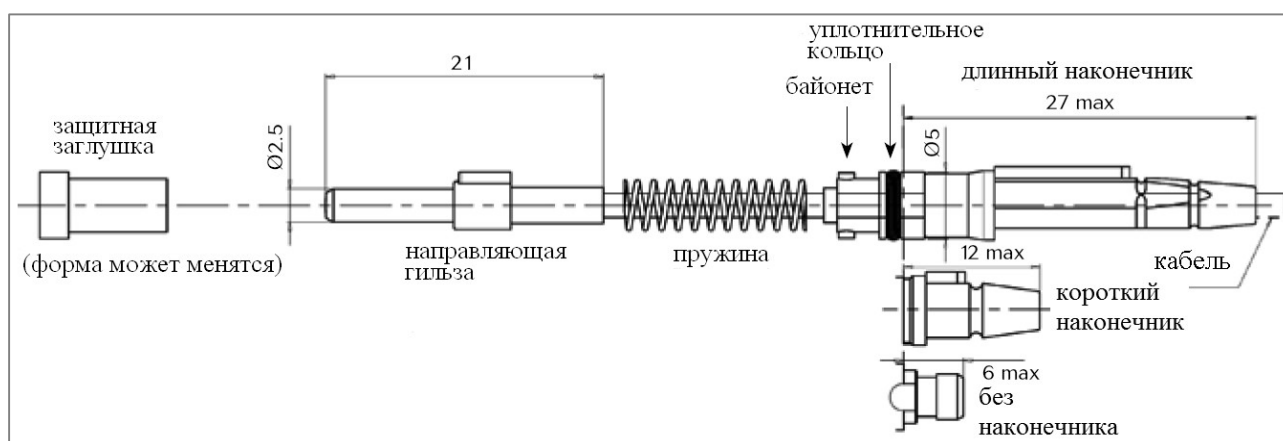 уплотнительное
кольцо
длинный наконечник
байонет
21
27 max
защитная
заглушка
Ø2.5
Ø5
(форма может менятся)
направляющая
гильза
пружина
12 max
кабель
короткий
наконечник
6 max
без
наконечника